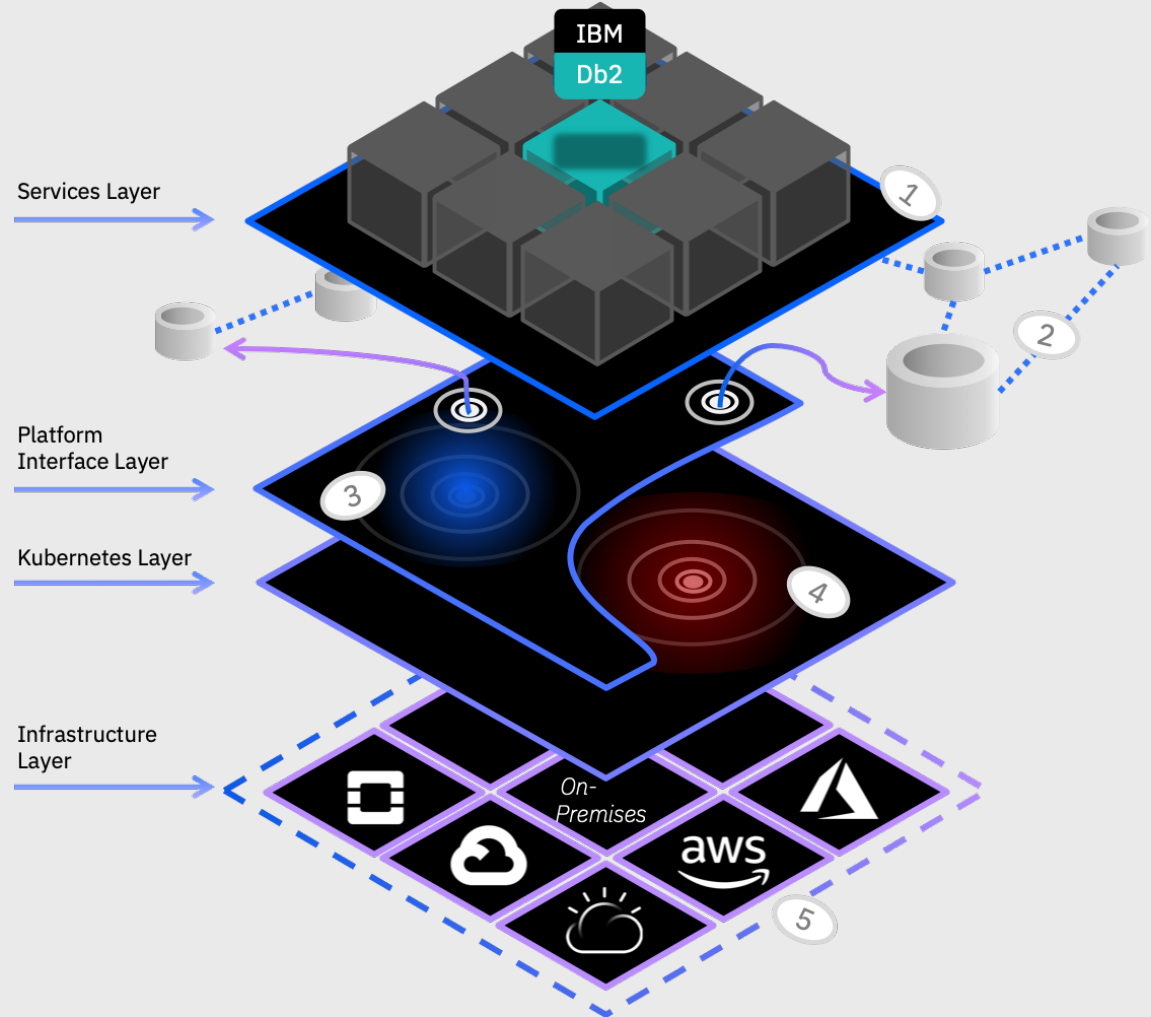 IBM
Db2
Services Layer
1
2
Platform
Interface Layer
3
Kubernetes Layer
4
Infrastructure
Layer
On-
Premises
aws
5